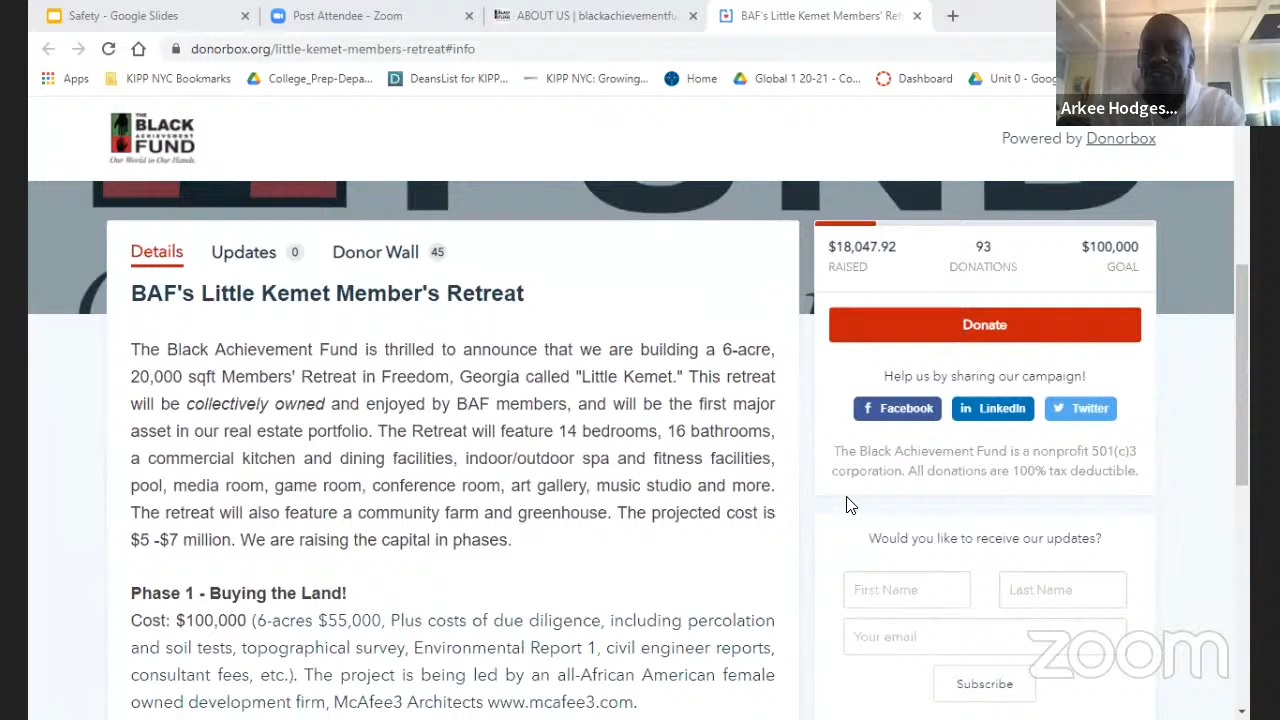 Safety - Google Slides
Post Attendee - Zoom
ABOUT US | blackachievementfu
BAF's Little Kemet Members' Ret
donorbox.org/little-kemet-members-retreat#info
Apps
KIPP NYC Bookmarks
College_Prep-Depa...
DeansList for KIPP...
KIPP NYC: Growing...
Home
Global 1 20-21 - Co...
Dashboard
Unit 0 - Goog
Arkee Hodges...
THE
BLACK
ACHIEVEMENT
FUND
Our World in Our Hands.
Powered by Donorbox
FUND
Details
Updates 0
Donor Wall 45
BAF's Little Kemet Member's Retreat
The Black Achievement Fund is thrilled to announce that we are building a 6-acre,
20,000 sqft Members' Retreat in Freedom, Georgia called "Little Kemet." This retreat
will be collectively owned and enjoyed by BAF members, and will be the first major
asset in our real estate portfolio. The Retreat will feature 14 bedrooms, 16 bathrooms,
a commercial kitchen and dining facilties, indoor/outdoor spa and fitness facilities,
pool, media room, game room, conference room, art gallery, music studio and more.
The retreat will also feature a community farm and greenhouse. The projected cost is
$5 -$7 million. We are raising the capital in phases.
Phase 1 - Buying the Land!
Cost: $100,000 (6-acres $55,000, Plus costs of due diligence, including percolation
and soil tests, topographical survey, Environmental Report 1, civil engineer reports,
consultant fees, etc.). The project is being led by an all-African American female
owned development firm, McAfee3 Architects www.mcafee3.com.
$18,047.92
93
$100,000
RAISED
DONATIONS
GOAL
Donate
Help us by sharing our campaign!
Facebook
LinkedIn
Twitter
The Black Achievement Fund is a nonprofit 501(c)3
corporation. All donations are 100% tax deductible.
Would you like to receive our updates?
First Name
Last Name
Your email
Subscribe
zoom